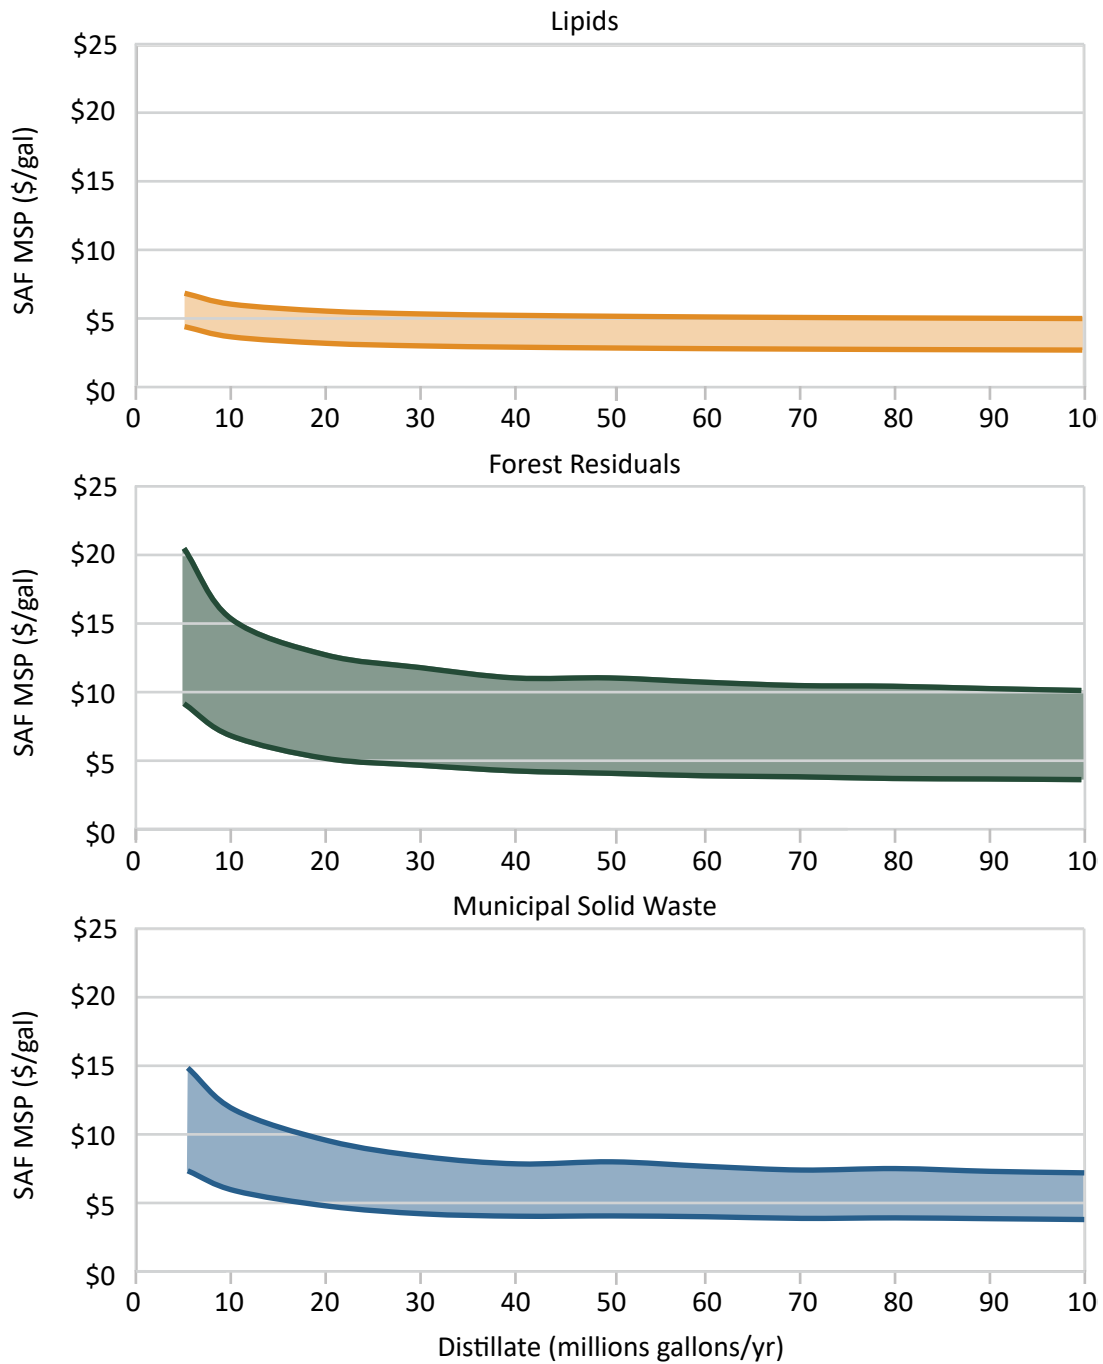 Lipids
SAF MSP ($/gal)
$25
$20
$15
$10
$5
$0
0 10 20 30 40 50 60 70 80 90 10
Forest Residuals
SAF MSP ($/gal)
$25
$20
$15
$10
$5
$0
0 10 20 30 40 50 60 70 80 90 10
Municipal Solid Waste
SAF MSP ($/gal)
$25
$20
$15
$10
$5
$0
0 10 20 30 40 50 60 70 80 90 10
Distillate (millions gallons/yr)